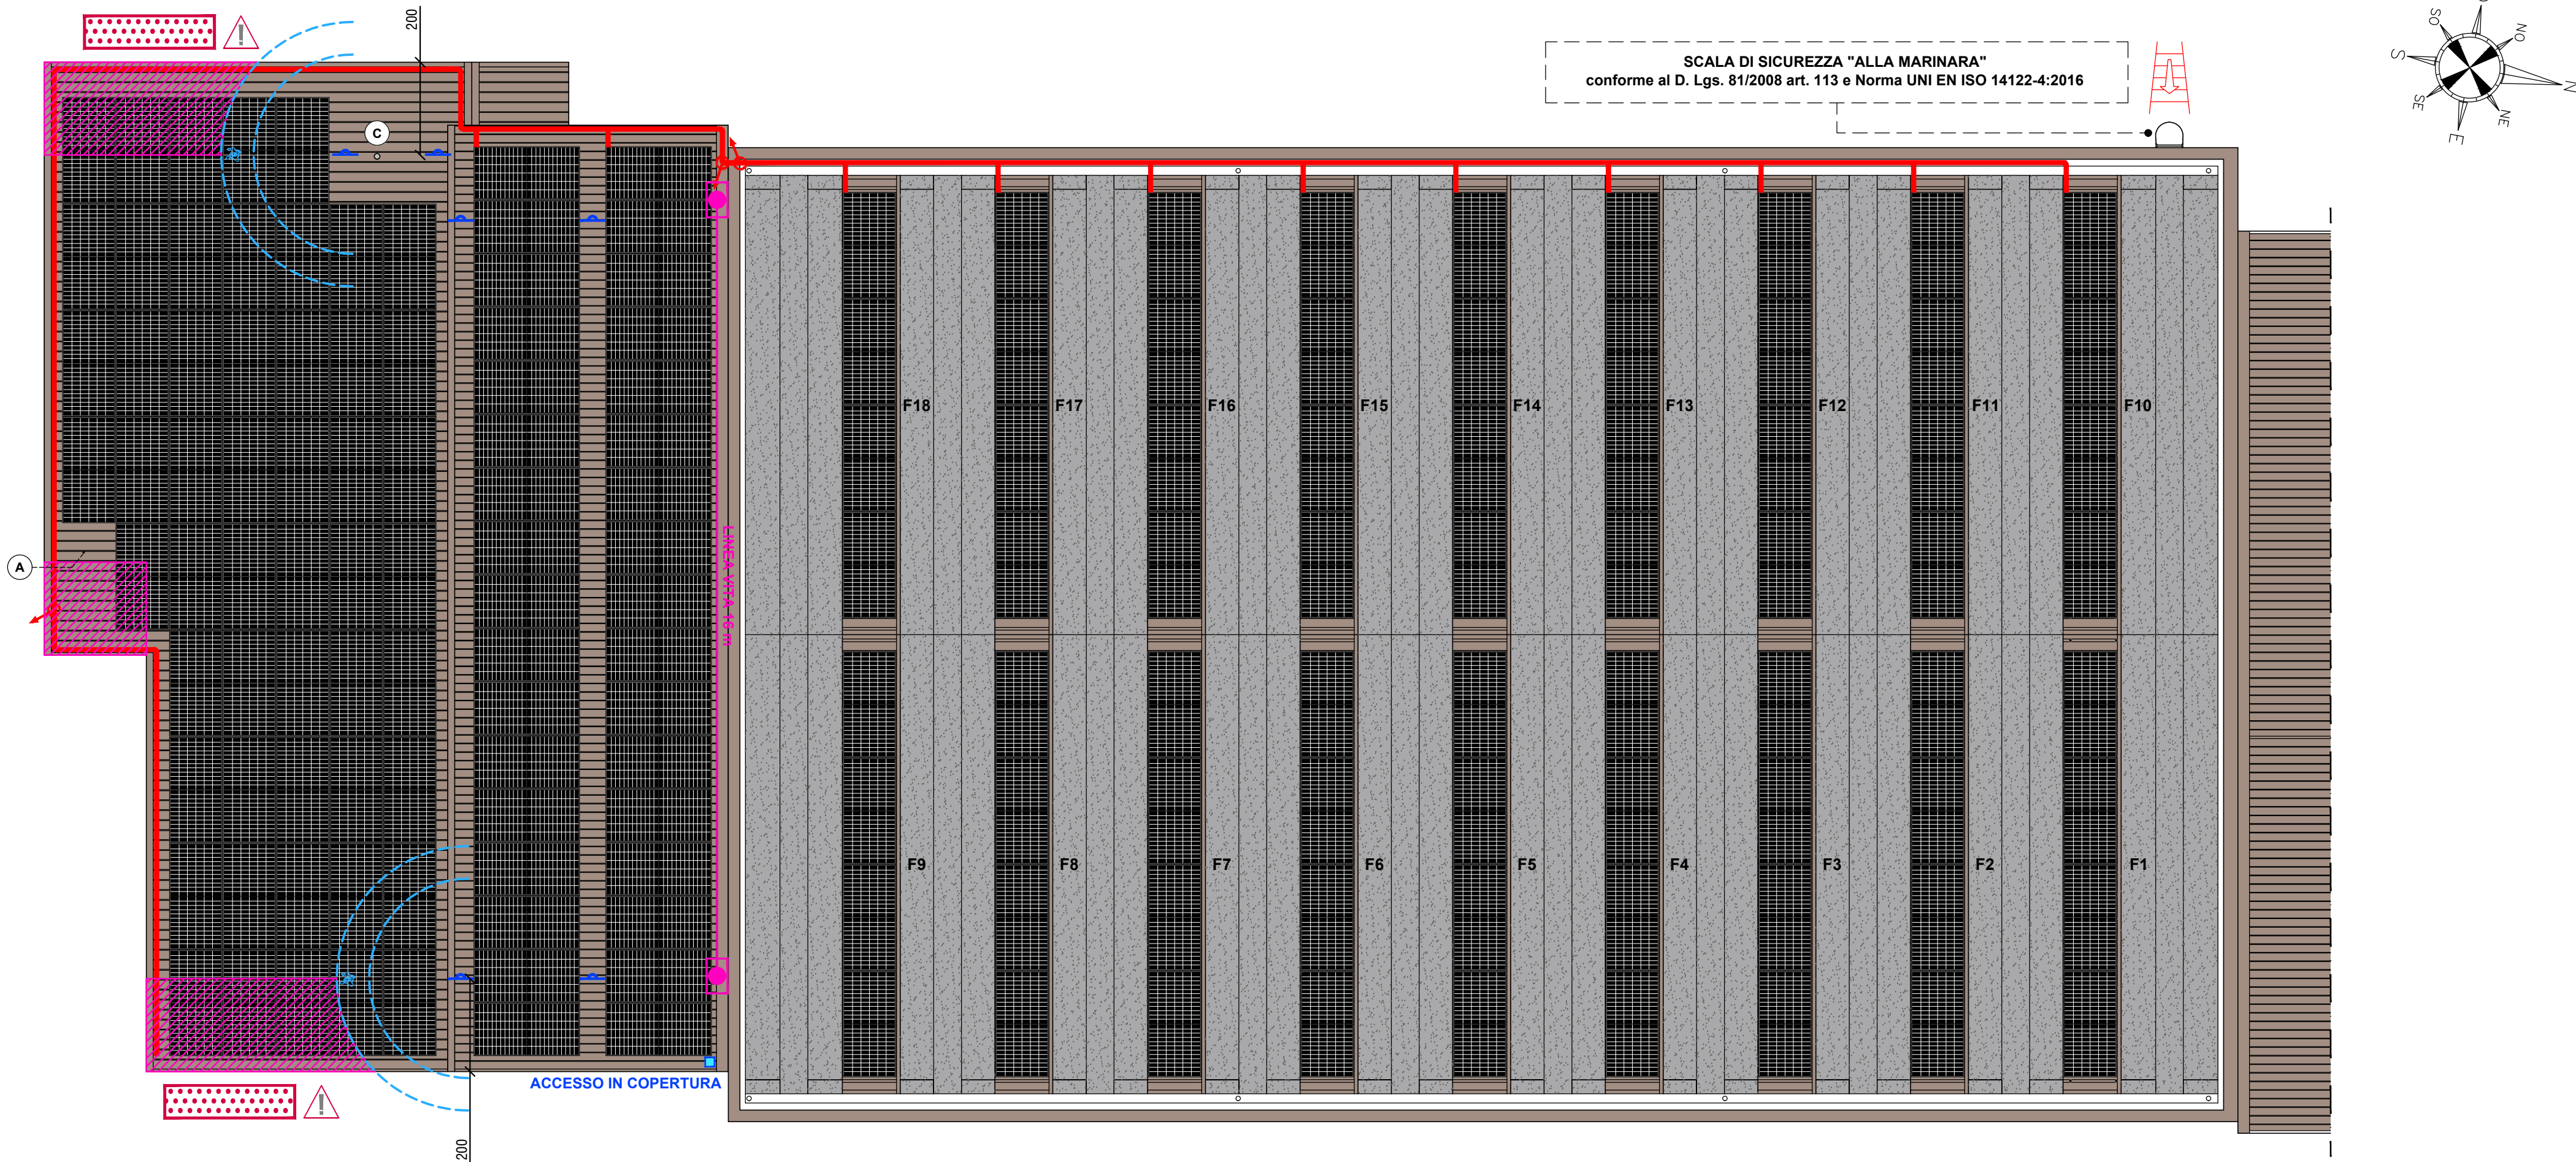 200
SCALA DI SICUREZZA "ALLA MARINARA"
conforme al D. Lgs. 81/2008 art. 113 e Norma UNI EN ISO 14122-4:2016
SO
NO
S
N
SE
NE
E
C
A
LINEA VITA 16 m
F18
F17
F16
F15
F14
F13
F12
F11
F10
F9
F8
F7
F6
F5
F4
F3
F2
F1
ACCESSO IN COPERTURA
200